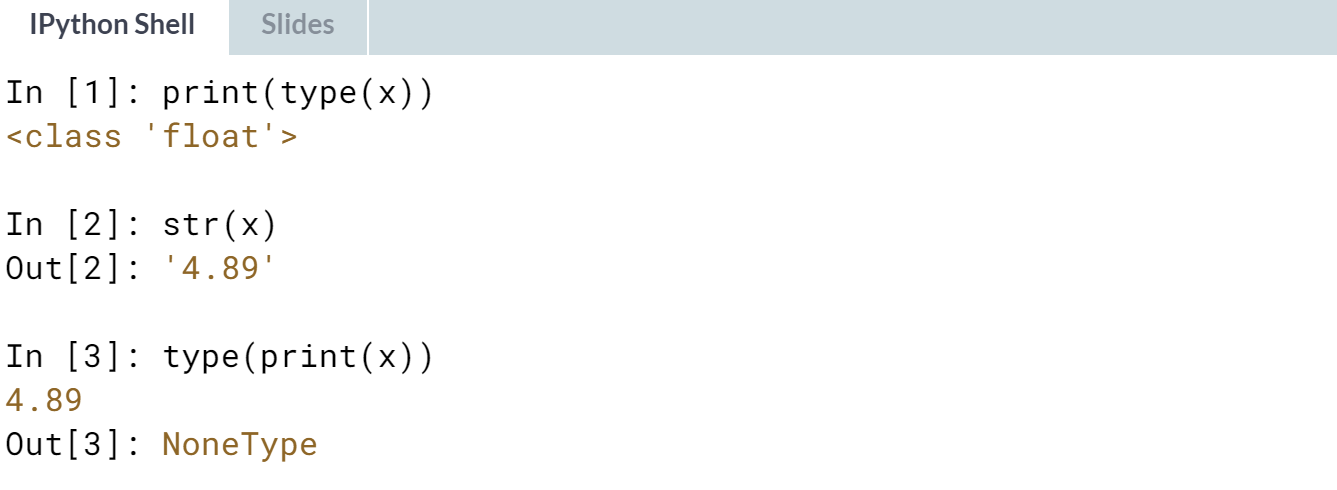 IPython Shell
Slides
In [1]: print(type(x))
<class 'float'>
In [2]: str(x)
Out[2]: '4.89'
In [3]: type(print(x))
4.89
Out[3]: NoneType